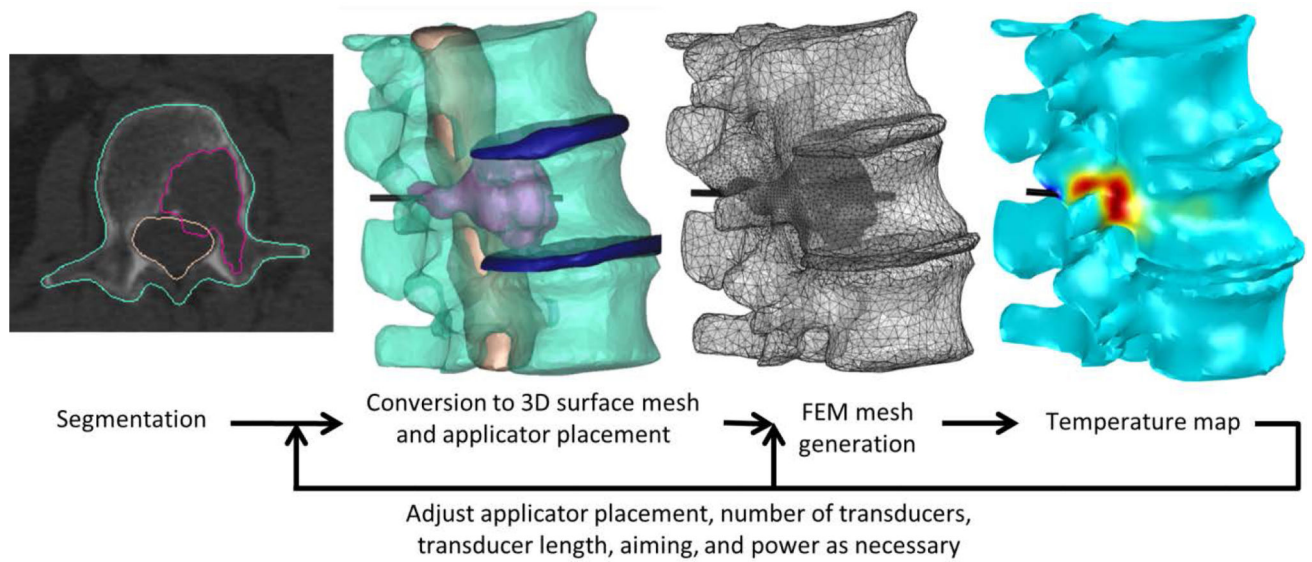 Segmentation
Conversion to 3D surface mesh
and applicator placement
FEM mesh
generation
Temperature map
Adjust applicator placement, number of transducers,
transducer length, aiming, and power as necessary